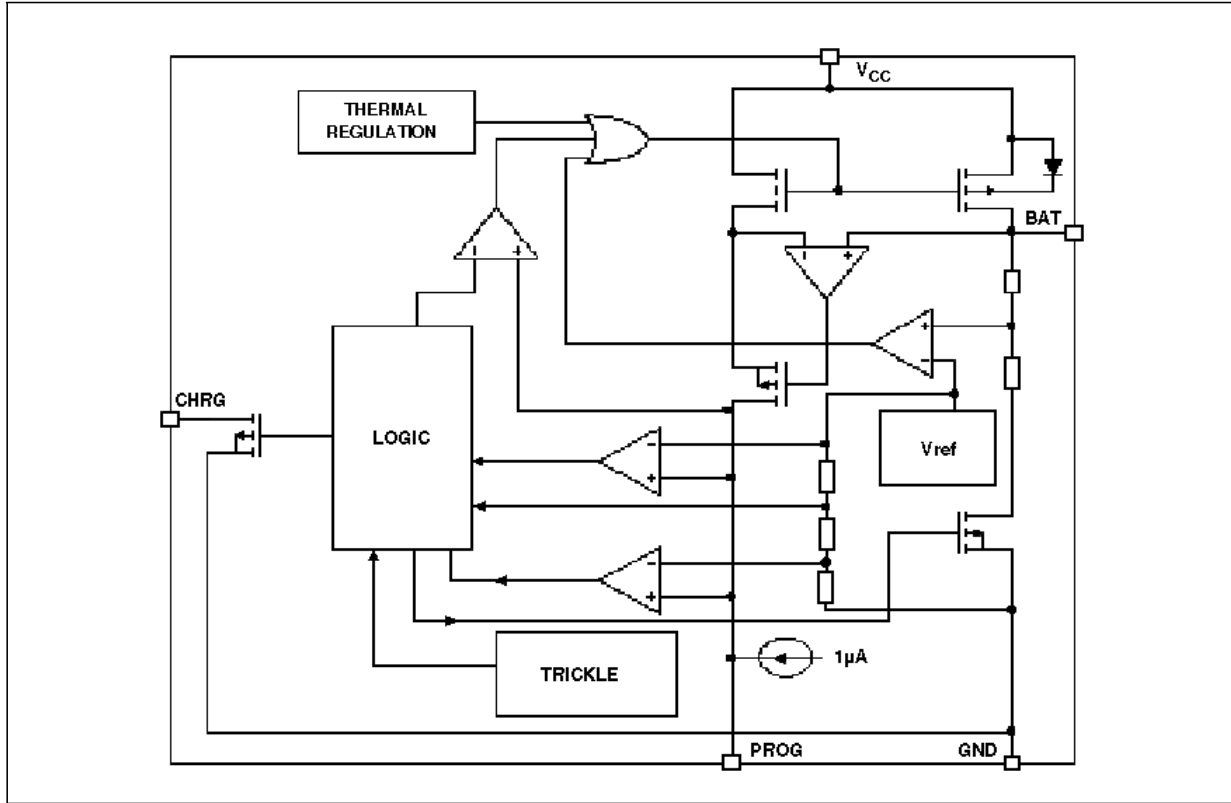 VCC
THERMAL
REGULATION
BAT
- +
- +
+
-
CHRG
LOGIC
Vref
-
+
-
+
1µA
TRICKLE
PROG
GND